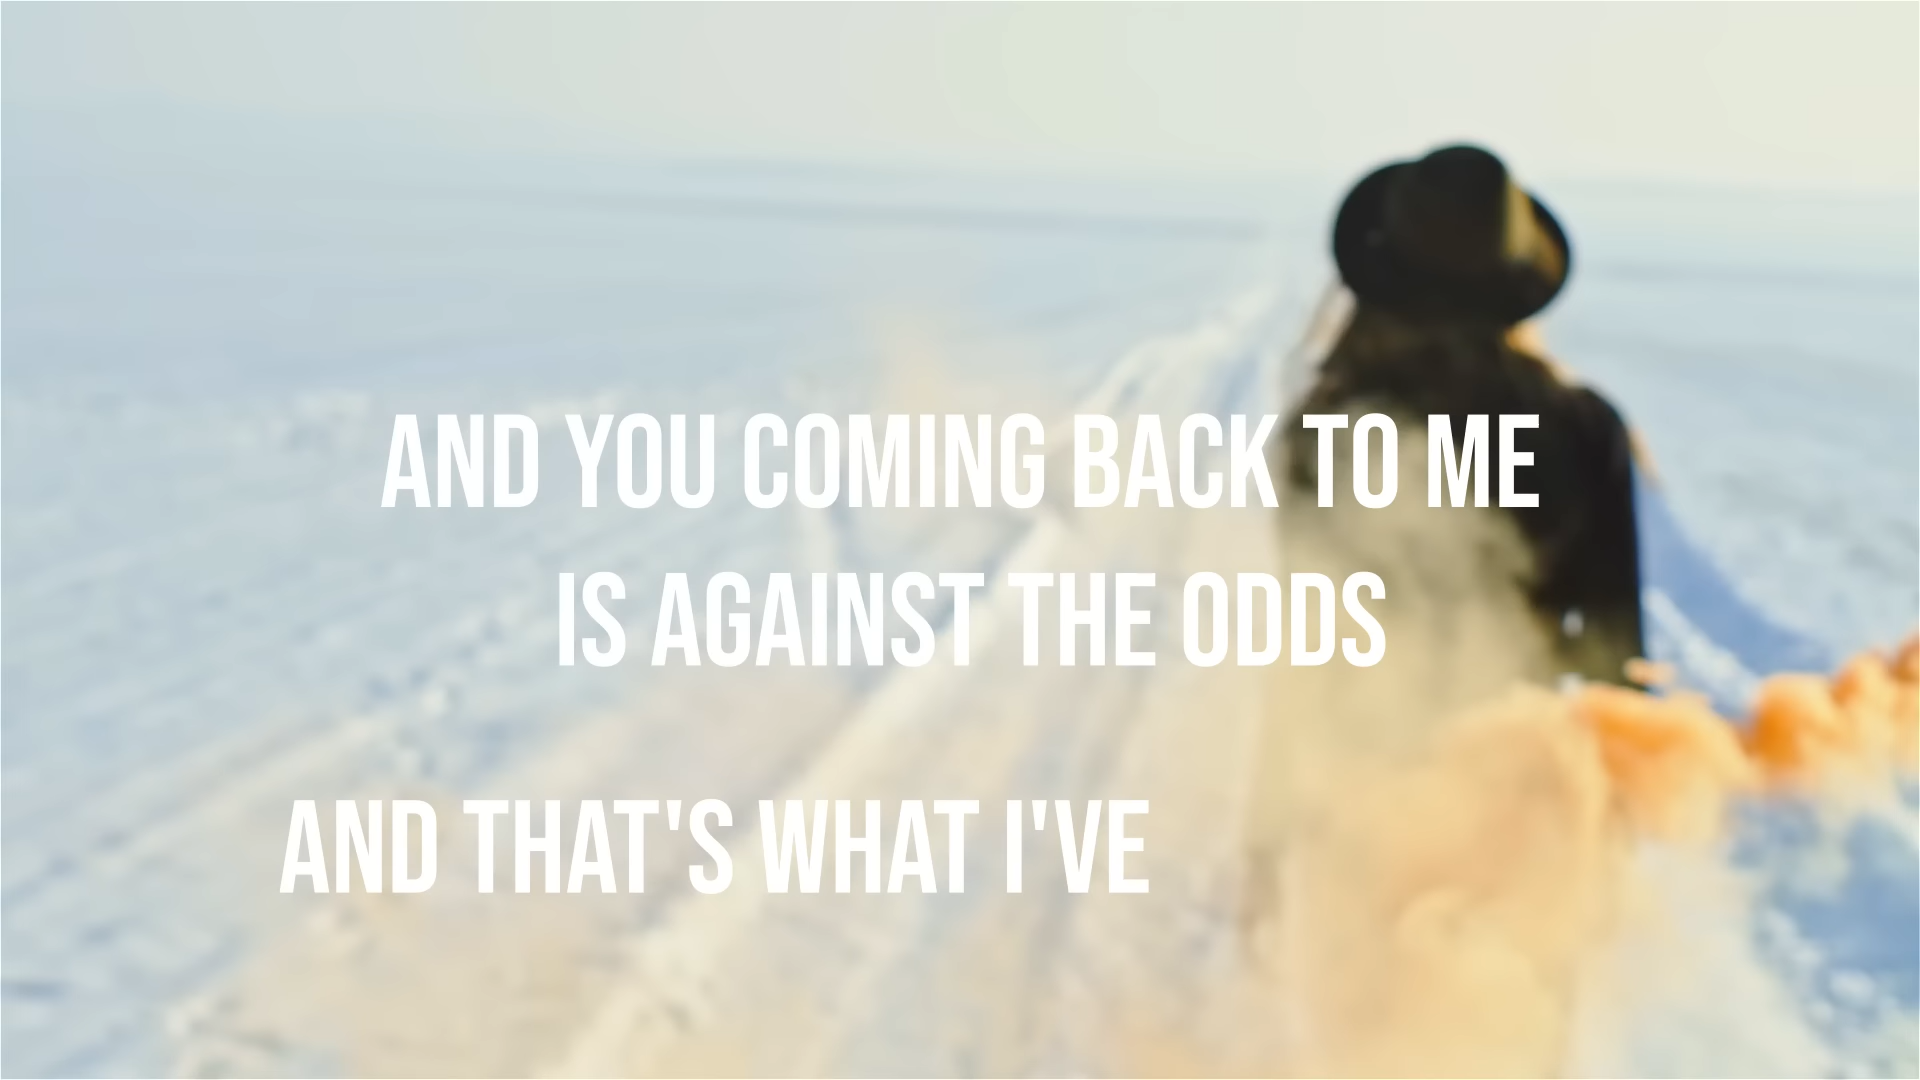 AND YOU COMING BACK TO ME
IS AGAINST THE ODDS
AND THAT'S WHAT I'VE